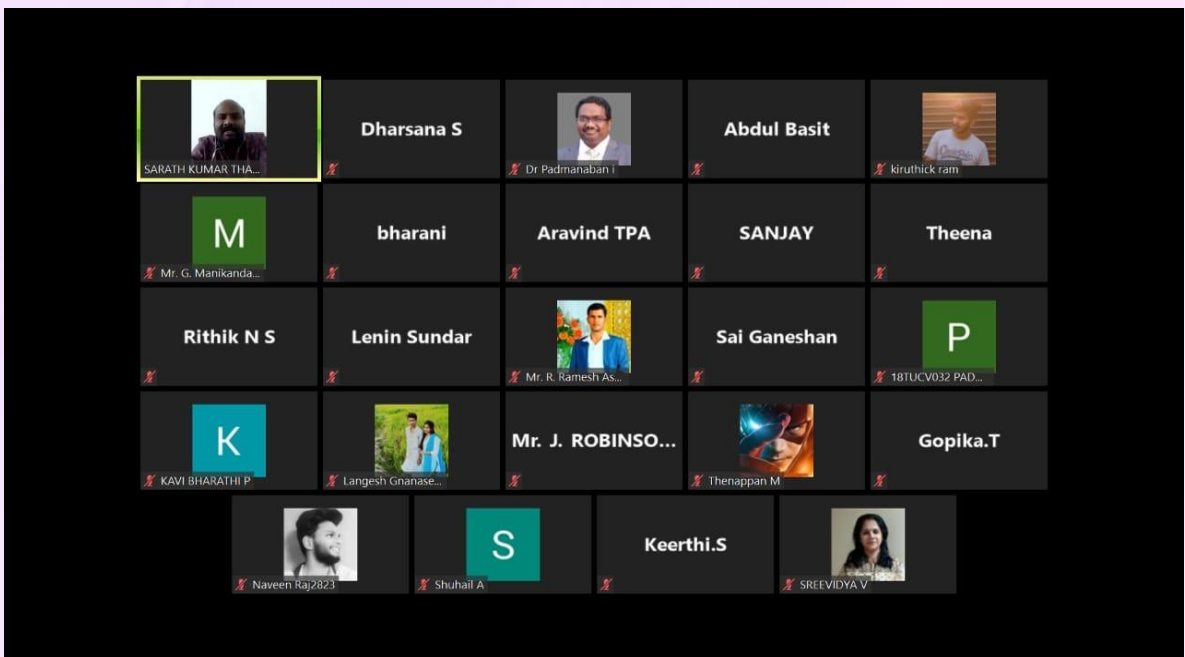 SARATH KUMAR THA...
Dharsana S
Dr Padmanaban i
Abdul Basit
kiruthick ram
M
Mr. G. Manikanda...
bharani
Aravind TPA
SANJAY
Theena
Rithik N S
Lenin Sundar
Mr. R. Ramesh As...
Sai Ganeshan
P
18TUCV032 PAD...
K
KAVI BHARATHI P
Langesh Gnanase...
Mr. J. ROBINSO...
Thenappan M
Gopika.T
Naveen Raj2823
S
Shuhail A
Keerthi.S
SREEVIDYA V